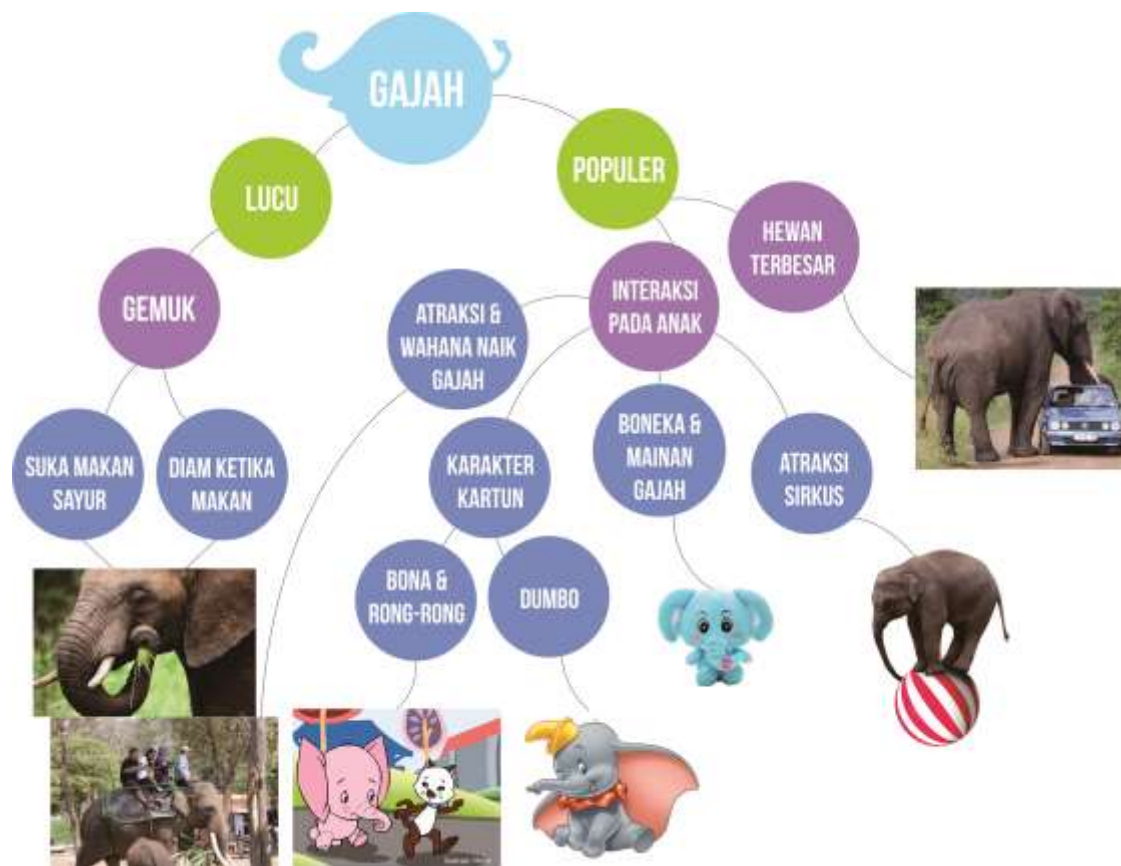 GAJAH
LUCU
POPULER
GEMUK
HEWAN
TERBESAR
INTERAKSI
PADA ANAK
ATRAKSI &
WAHANA NAIK
GAJAH
SUKA MAKAN
SAYUR
DIAM KETIKA
MAKAN
KARAKTER
KARTUN
BONEKA &
MAINAN
GAJAH
ATRAKSI
SIRKUS
BONA &
RONG-RONG
DUMBO